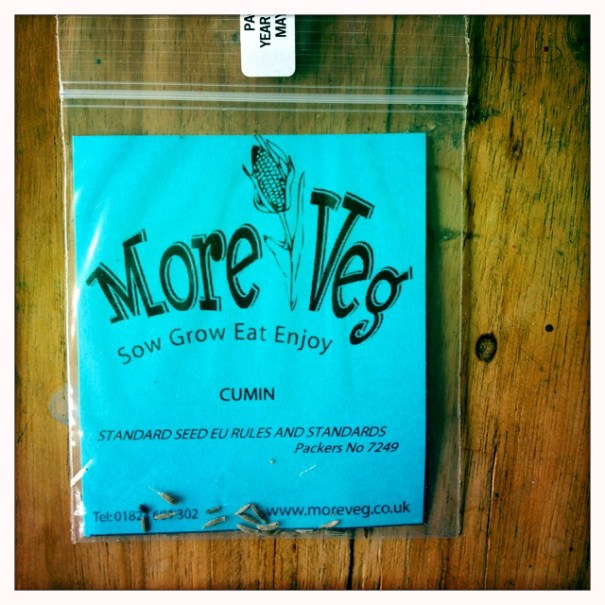 YEAR
More Veg
Sow Grow Eat Enjoy
CUMIN
STANDARD SEED EU RULES AND STANDARDS
Packers No 7249
www.moreveg.co.uk